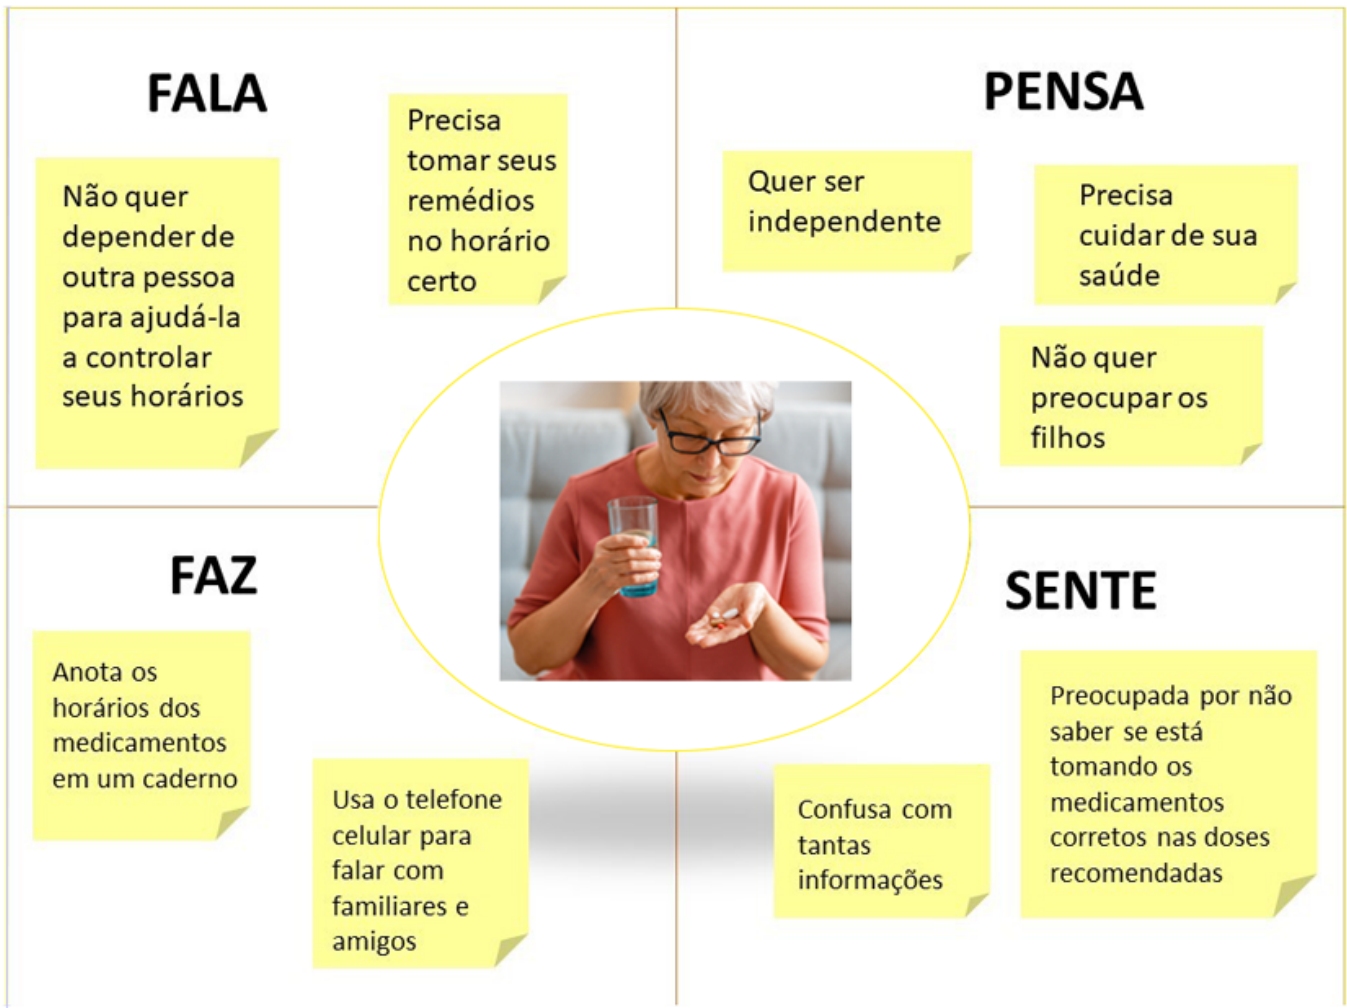 FALA
Não quer
depender de
outra pessoa
para ajudá-la
a controlar
seus horários
Precisa
tomar seus
remédios
no horário
certo
PENSA
Quer ser
independente
Precisa
cuidar de sua
saúde
Não quer
preocupar os
filhos
FAZ
Anota os
horários dos
medicamentos
em um caderno
Usa o telefone
celular para
falar com
familiares e
amigos
SENTE
Confusa com
tantas
informações
Preocupada por não
saber se está
tomando os
medicamentos
corretos nas doses
recomendadas